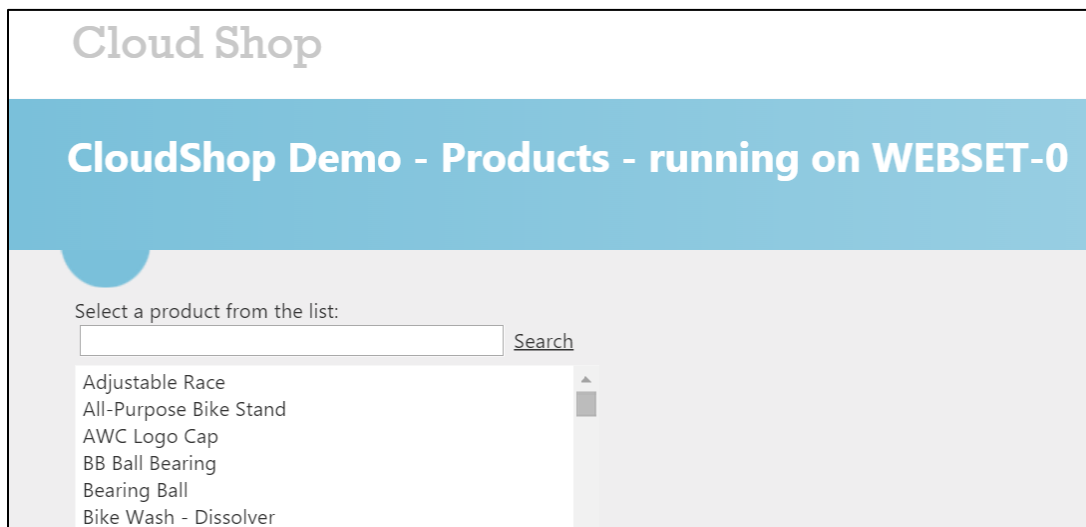 Cloud Shop
CloudShop Demo - Products - running on WEBSET-0
Select a product from the list:
Search
Adjustable Race
All-Purpose Bike Stand
AWC Logo Cap
BB Ball Bearing
Bearing Ball
Bike Wash - Dissolver